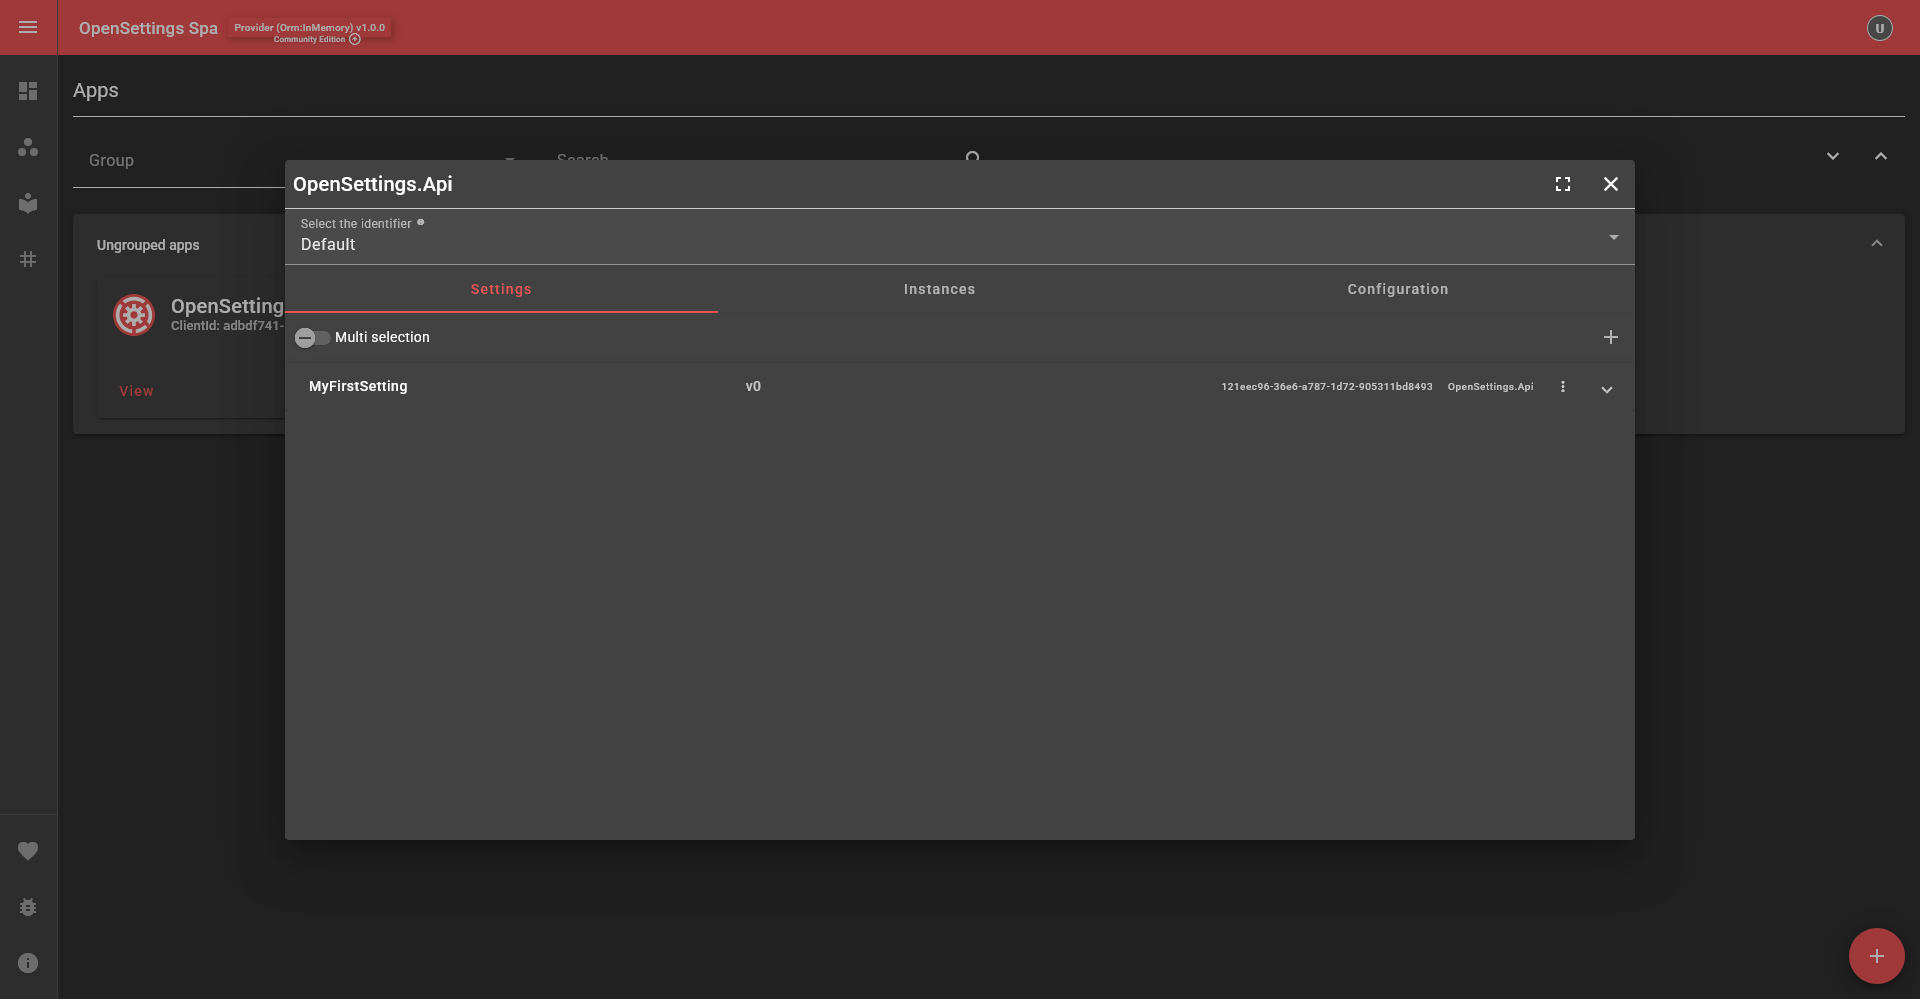 OpenSettings Spa
Provider (Orm:InMemory) v1.0.0
Community Edition
U
Apps
Group
Search
OpenSettings.Api
Select the identifier
Default
Ungrouped apps
Settings
Instances
Configuration
OpenSetting
ClientId: adbdf741-
Multi selection
View
MyFirstSetting
v0
121eec96-36e6-a787-1d72-905311bd8493
OpenSettings.Api